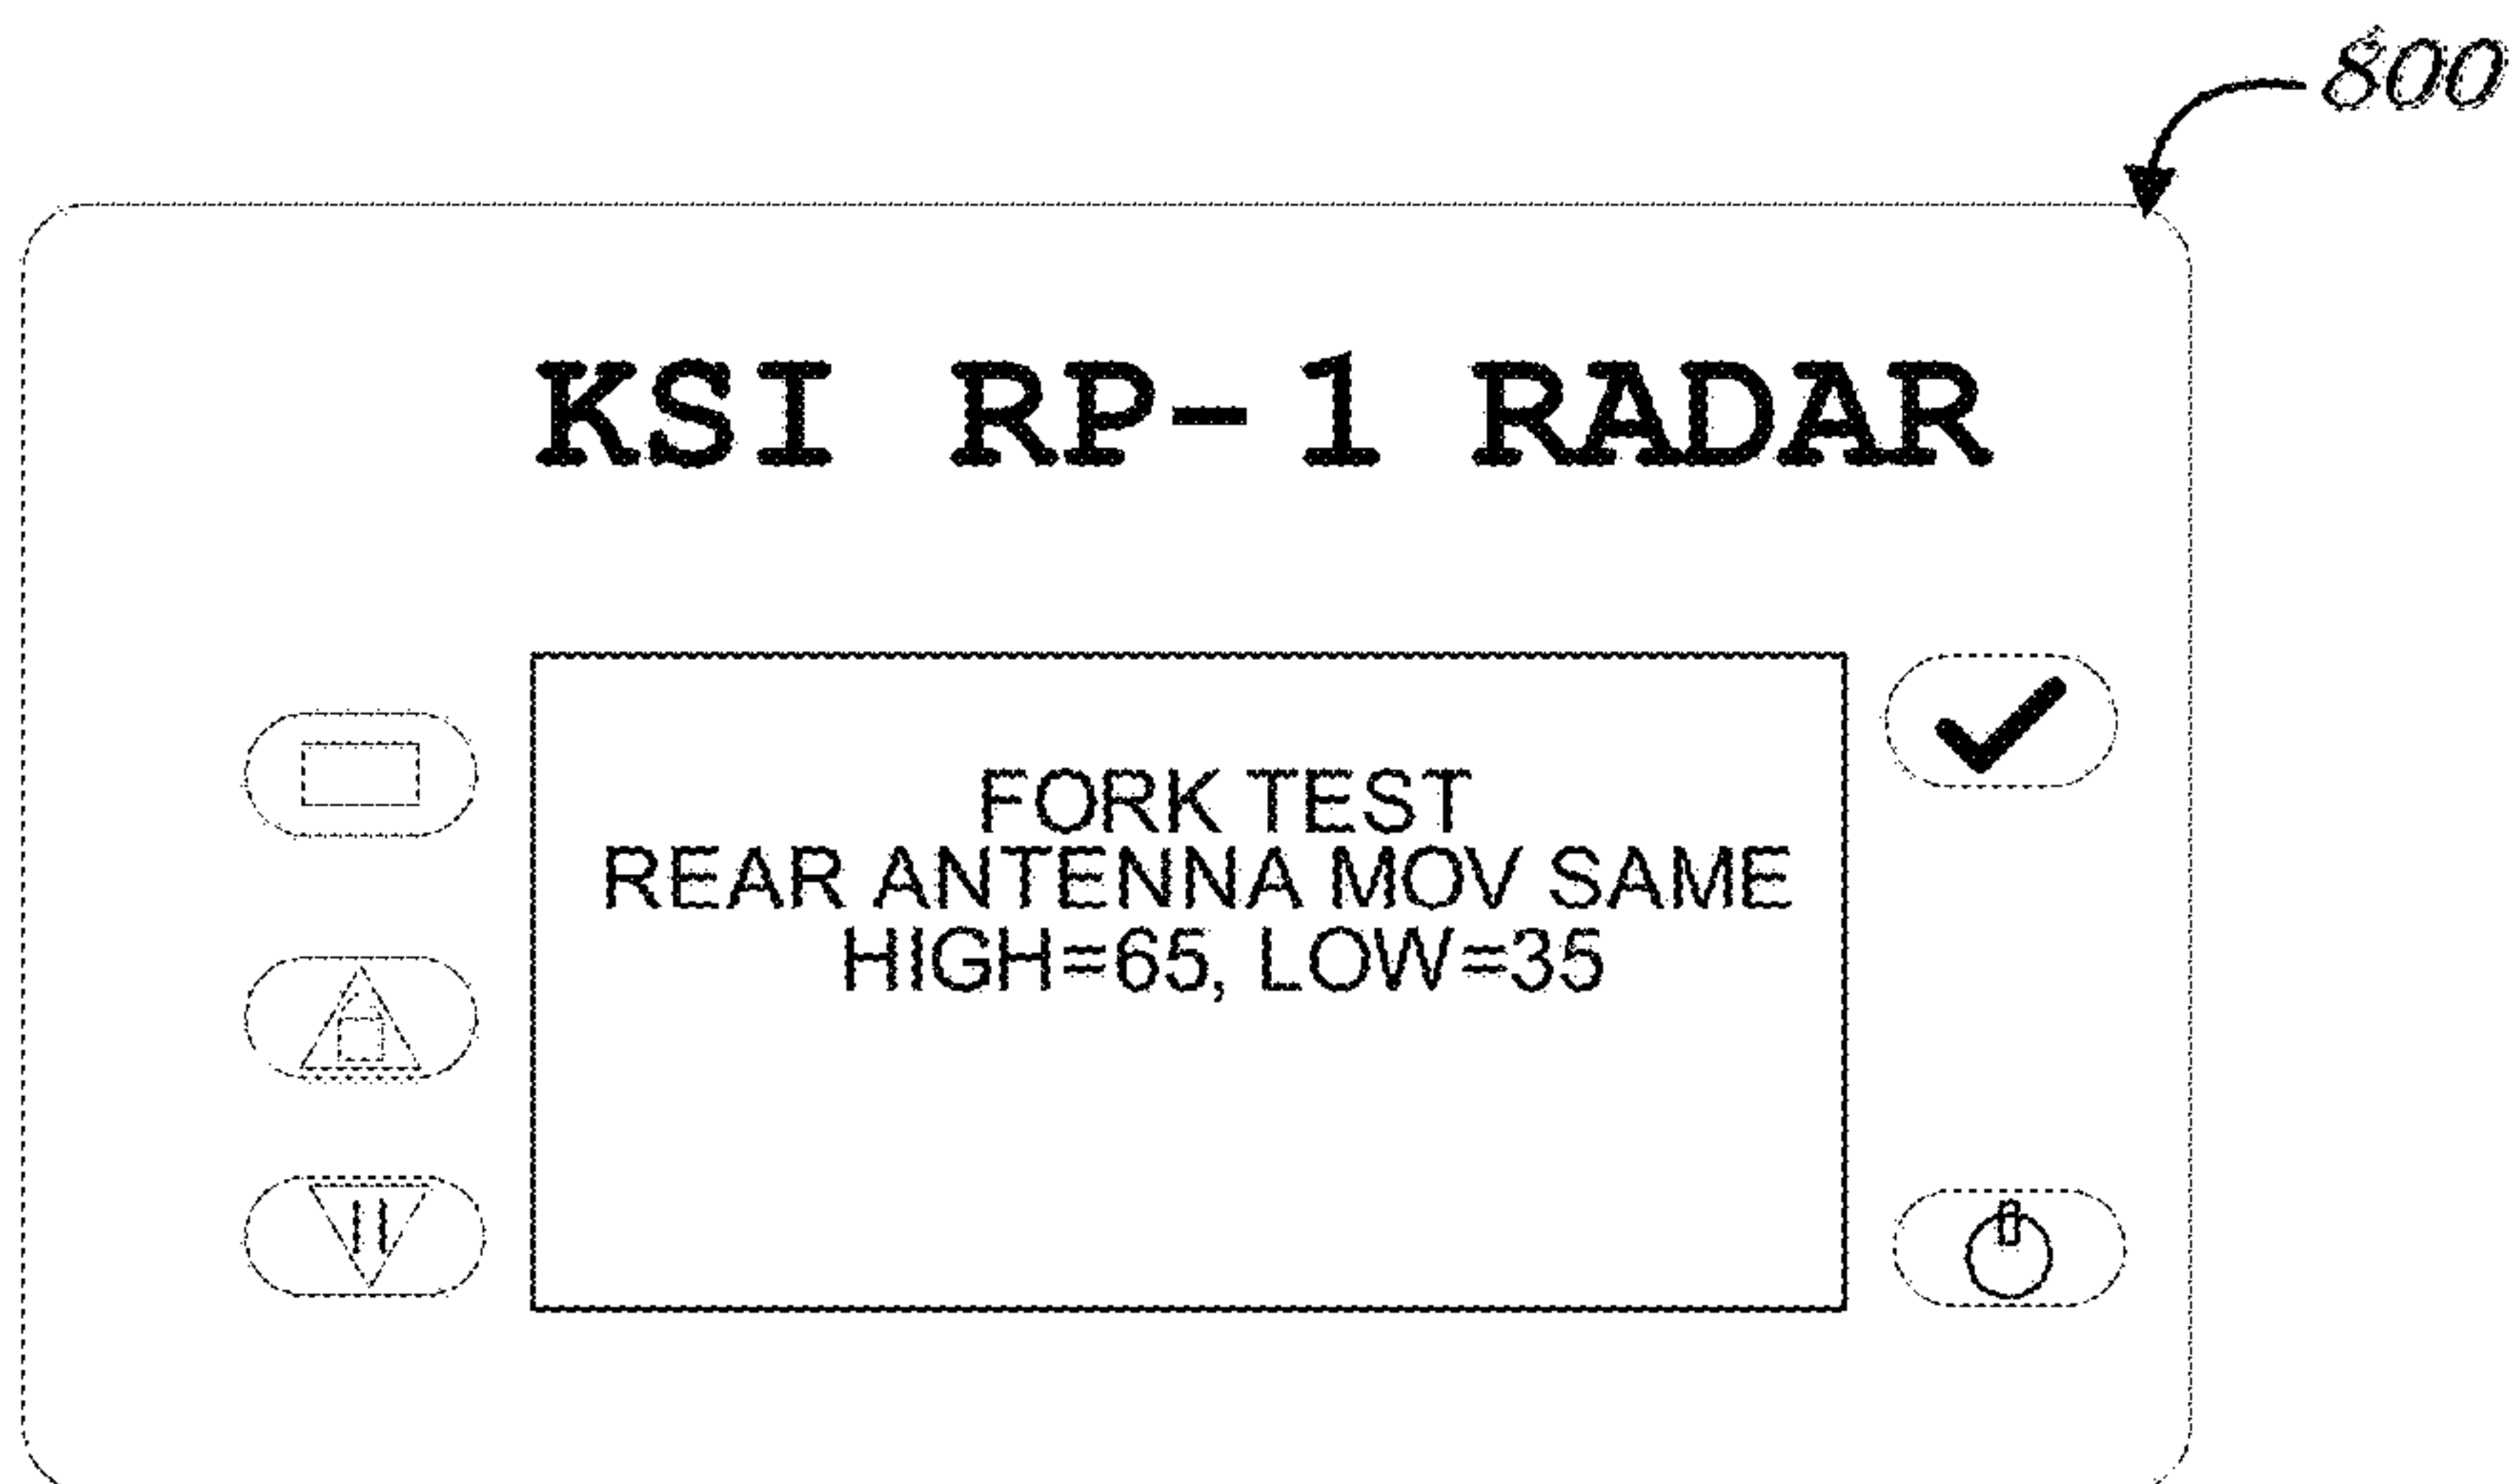 800
KSI RP-1 RADAR
FORK TEST
REAR ANTENNA MOV SAME
HIGH=65, LOW=35